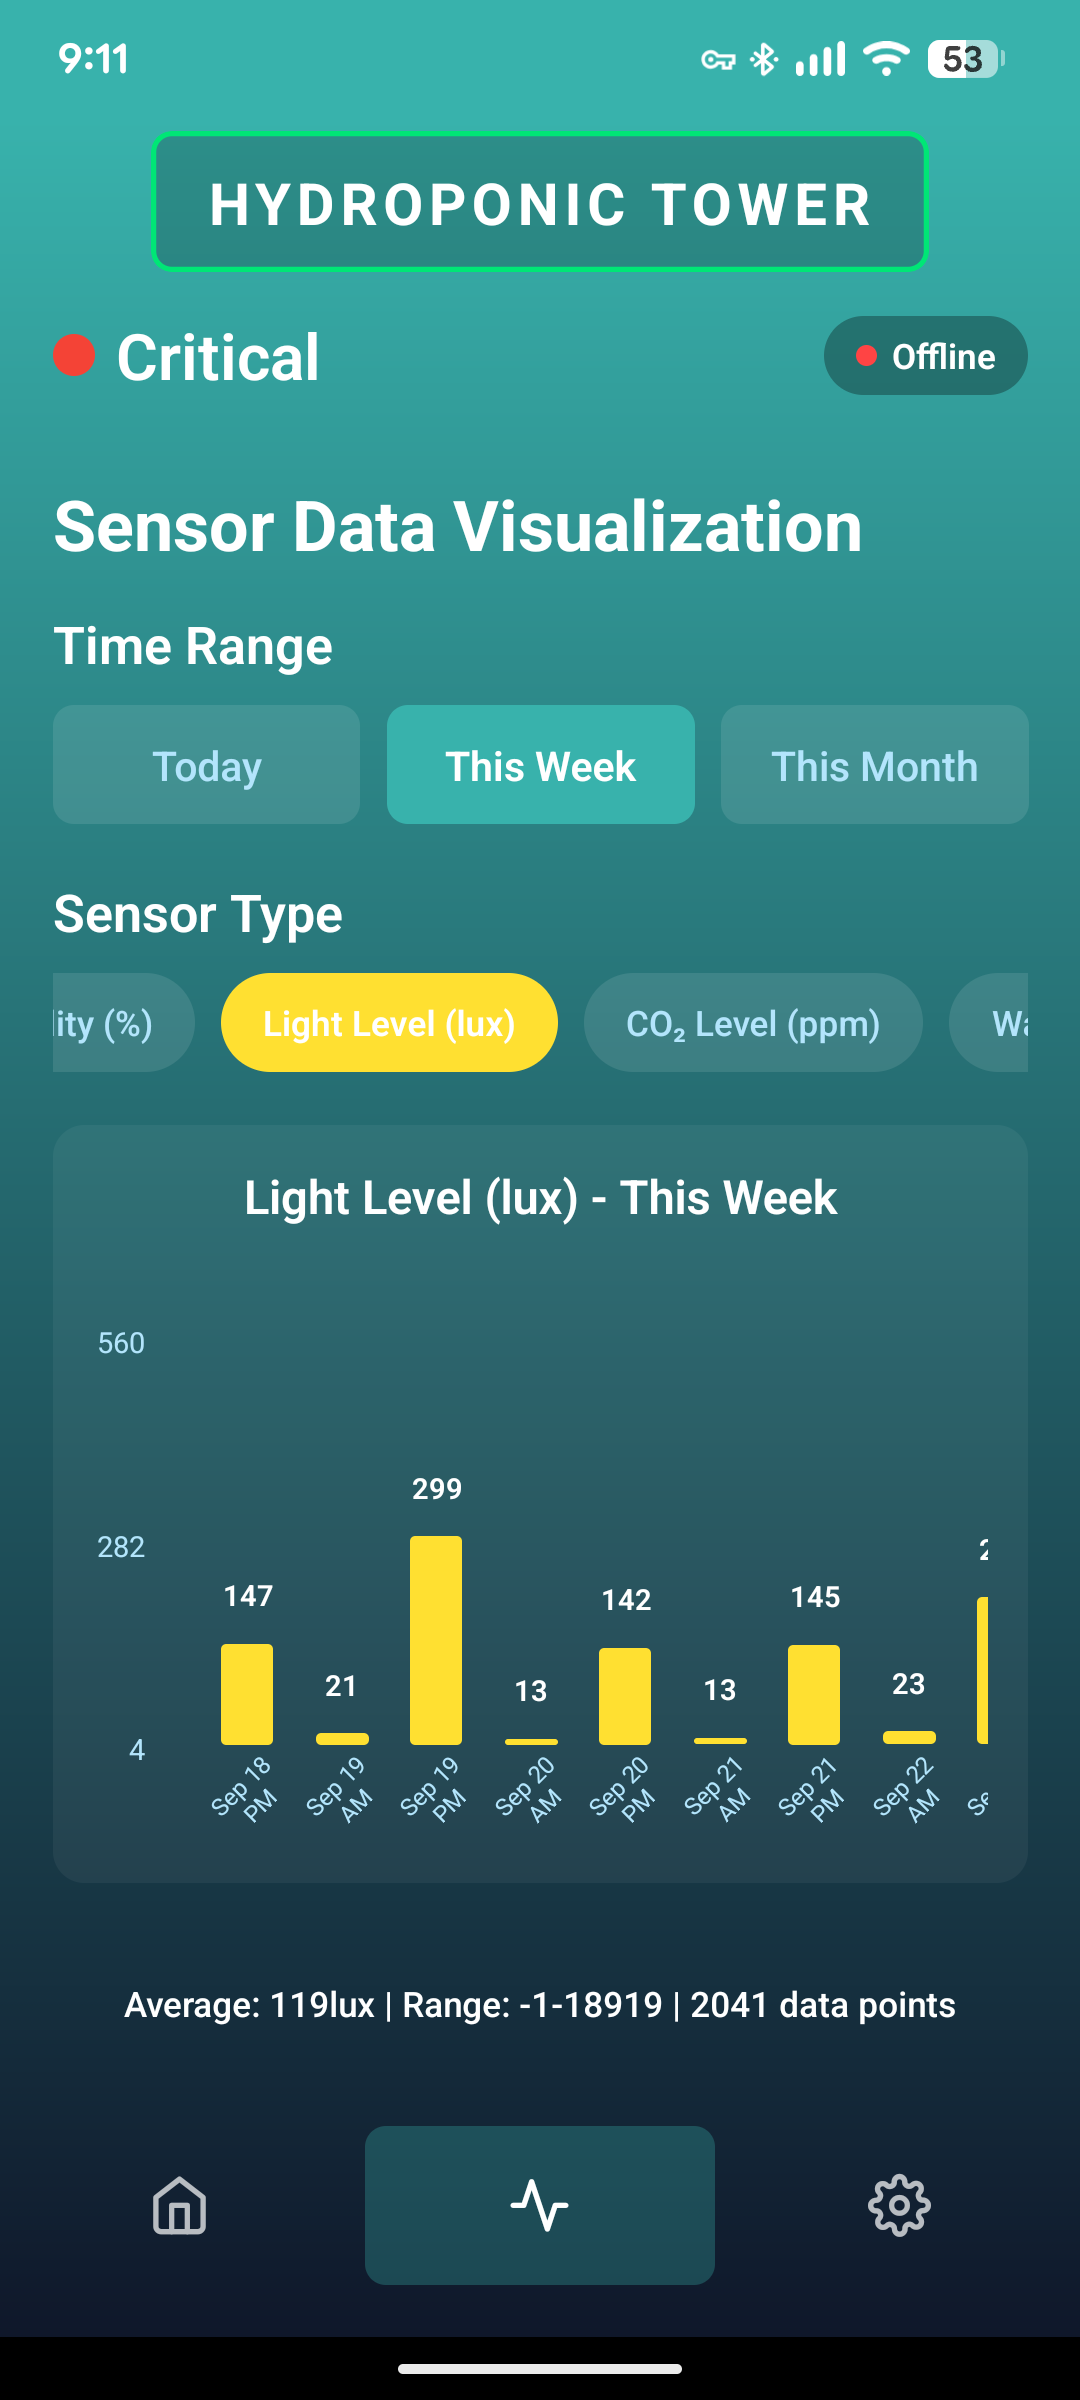 9:11
53
HYDROPONIC TOWER
Critical
Offline
Sensor Data Visualization
Time Range
Today This Week This Month
Sensor Type
lity (%) Light Level (lux) CO₂ Level (ppm)
Light Level (lux) - This Week
560
282
4
147 21 299 13 142 13 145 23
Sep 18 PM
Sep 19 AM
Sep 19 PM
Sep 20 AM
Sep 20 PM
Sep 21 AM
Sep 21 PM
Sep 22 AM
Average: 119lux | Range: -1-18919 | 2041 data points